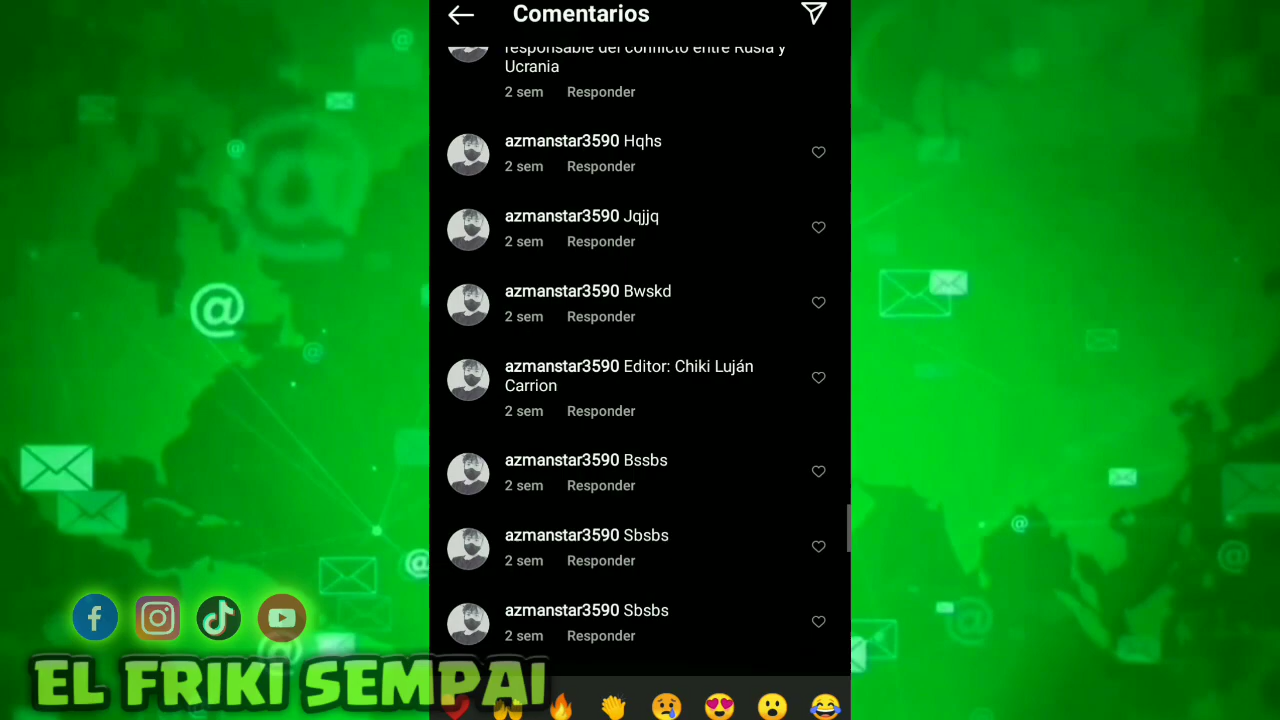 Comentarios
responsable del conflicto entre Rusia y
Ucrania
2 sem Responder
azmanstar3590 Hqhs
2 sem Responder
azmanstar3590 Jqjjq
2 sem Responder
azmanstar3590 Bwskd
2 sem Responder
azmanstar3590 Editor: Chiki Luján
Carrion
2 sem Responder
azmanstar3590 Bssbs
2 sem Responder
azmanstar3590 Sbsbs
2 sem Responder
azmanstar3590 Sbsbs
2 sem Responder
EL FRIKI SEMPAI